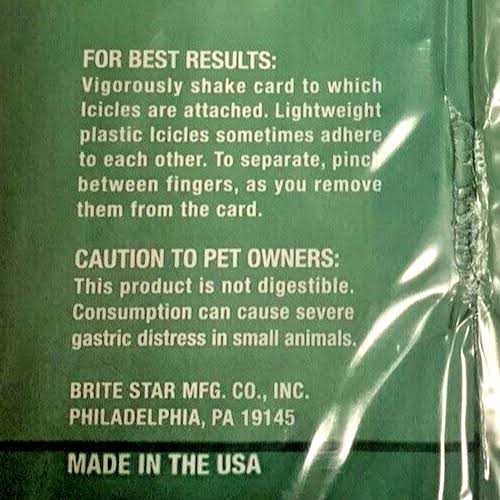 FOR BEST RESULTS:
Vigorously shake card to which
Icicles are attached. Lightweight
plastic Icicles sometimes adhere
to each other. To separate, pinch
between fingers, as you remove
them from the card.
CAUTION TO PET OWNERS:
This product is not digestible.
Consumption can cause severe
gastric distress in small animals.
BRITE STAR MFG. CO., INC.
PHILADELPHIA, PA 19145
MADE IN THE USA